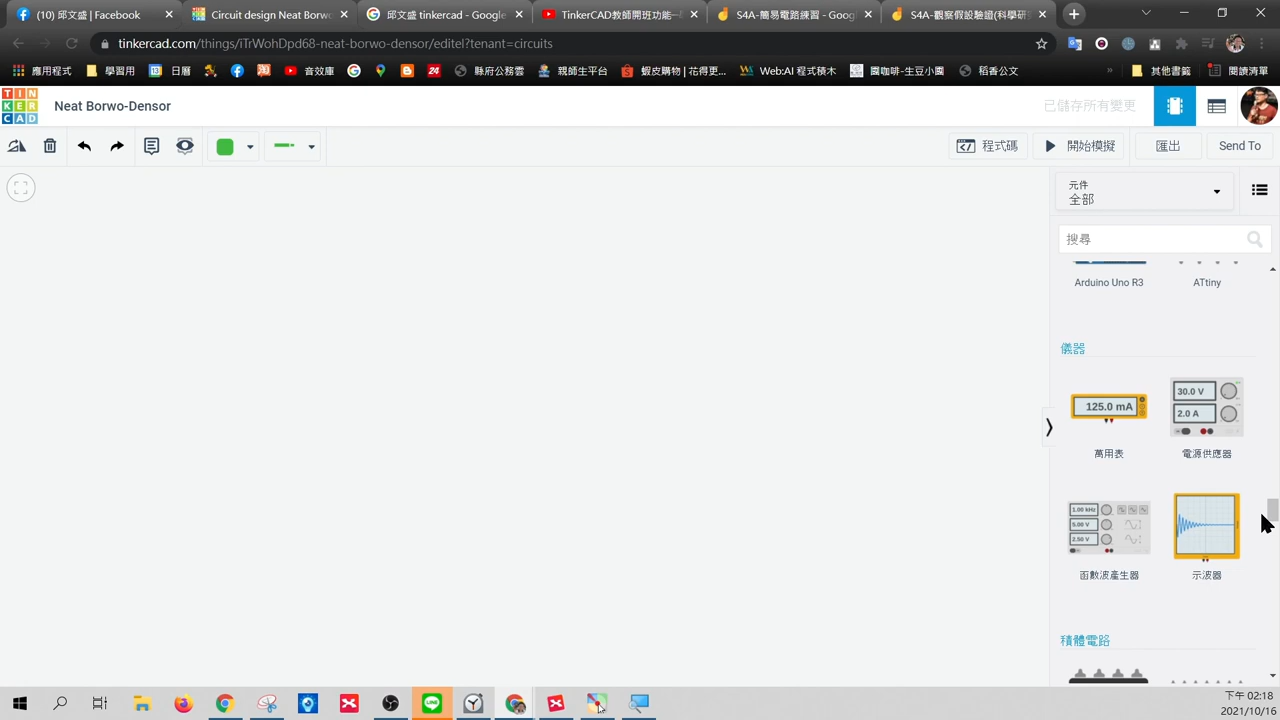 (10) 邱文盛 | Facebook
Circuit design Neat Borwo
邱文盛 tinkercad - Google
TinkerCAD教師開班功能—
S4A-簡易電路練習 - Goog
S4A-觀察假設驗證(科學研
tinkercad.com/things/iTrWohDpd68-neat-borwo-densor/editel?tenant=circuits
應用程式
學習用
日曆
音效圖
縣府公務雲
親師生平台
蝦皮購物 | 花得更...
Web:AI 程式積木
國咖啡-生豆小圖
稻香公文
»
其他書籤
閱讀清單
TIN
KER
CAD
Neat Borwo-Densor
已儲存所有變更
程式碼
開始模擬
匯出
Send To
元件
全部
搜尋
Arduino Uno R3
ATtiny
儀器
125.0 mA
30.0 V
2.0 A
萬用表
電源供應器
1.00 kHz
5.00 V
2.50 V
函數波產生器
示波器
積體電路
LINE
下午 02:18
2021/10/16